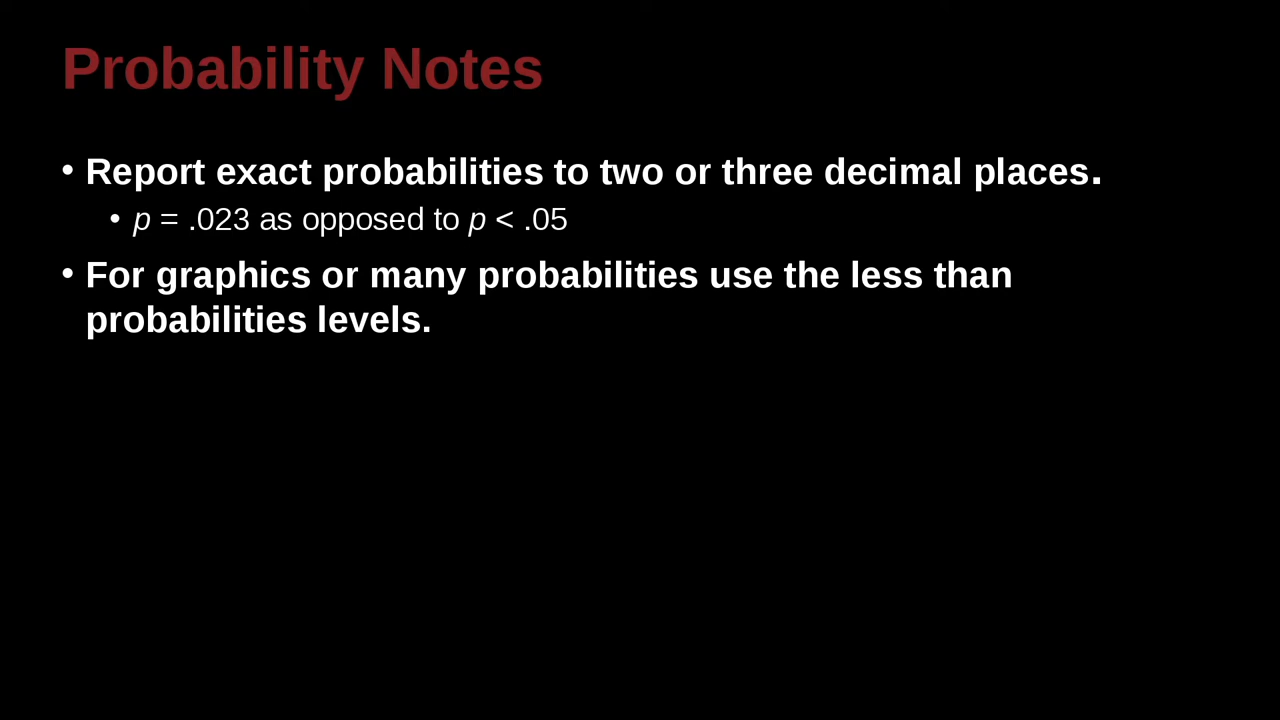 Probability Notes
• Report exact probabilities to two or three decimal places.
• p = .023 as opposed to p < .05
• For graphics or many probabilities use the less than
probabilities levels.